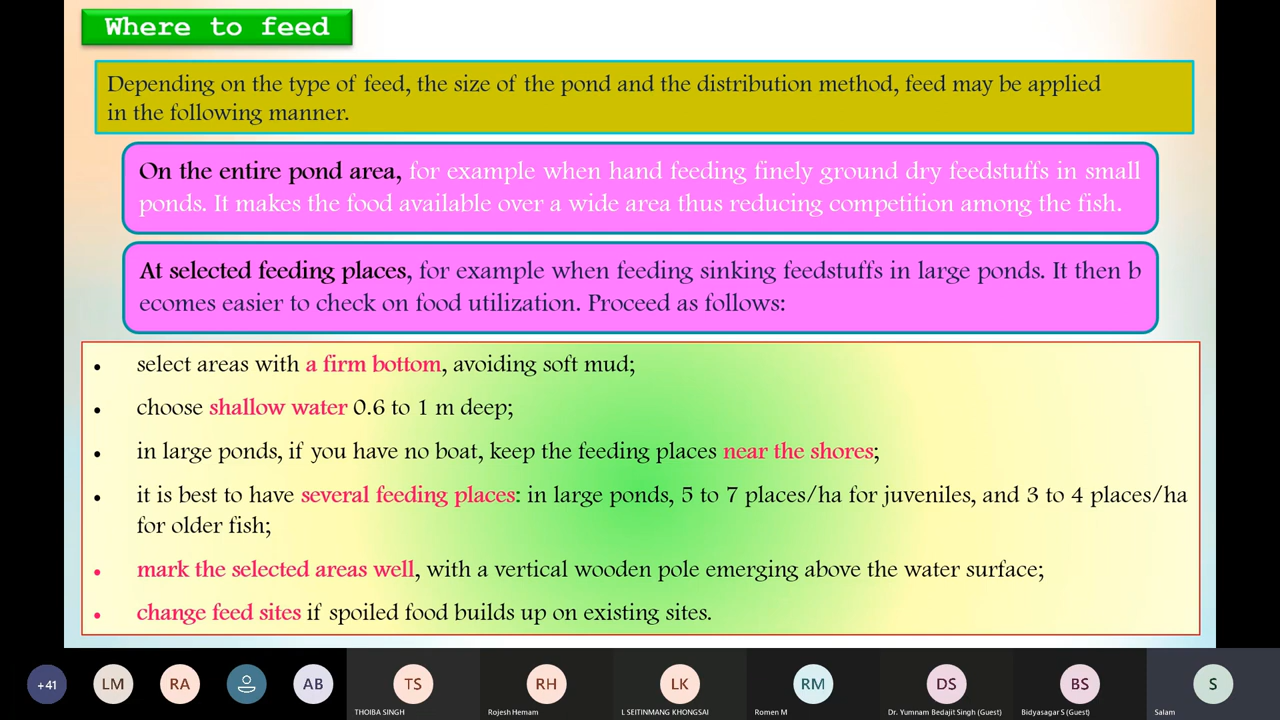 Where to feed
Depending on the type of feed, the size of the pond and the distribution method, feed may be applied
in the following manner.
On the entire pond area, for example when hand feeding finely ground dry feedstuffs in small
ponds. It makes the food available over a wide area thus reducing competition among the fish.
At selected feeding places, for example when feeding sinking feedstuffs in large ponds. It then b
ecomes easier to check on food utilization. Proceed as follows:
• select areas with a firm bottom, avoiding soft mud;
• choose shallow water 0.6 to 1 m deep;
• in large ponds, if you have no boat, keep the feeding places near the shores;
• it is best to have several feeding places: in large ponds, 5 to 7 places/ha for juveniles, and 3 to 4 places/ha
for older fish;
• mark the selected areas well, with a vertical wooden pole emerging above the water surface;
• change feed sites if spoiled food builds up on existing sites.
+41 LM RA AB TS RH LK RM DS BS S
THOIBA SINGH Rojesh Hemam L SEITINMANG KHONGSAI Romen M Dr. Yumnam Bedajit Singh (Guest) Bidyasagar S (Guest) Salam